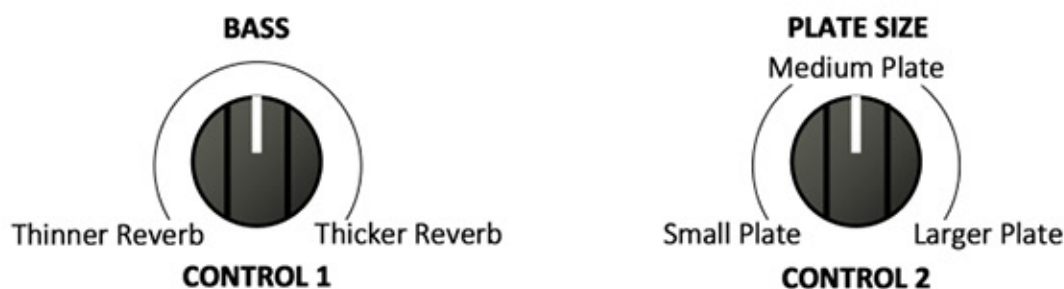 BASS
Thinner Reverb
Thicker Reverb
CONTROL 1
PLATE SIZE
Medium Plate
Small Plate
Larger Plate
CONTROL 2